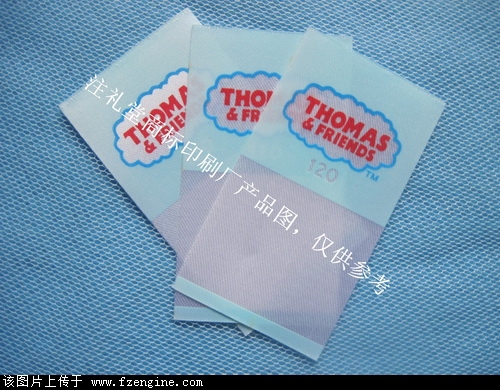 THOMAS
& FRIENDS
THOMAS
& FRIENDS
THOMAS
& FRIENDS
TM
120
注礼堂商标印刷厂产品图，仅供参考
该图片上传于
www.fzengine.com